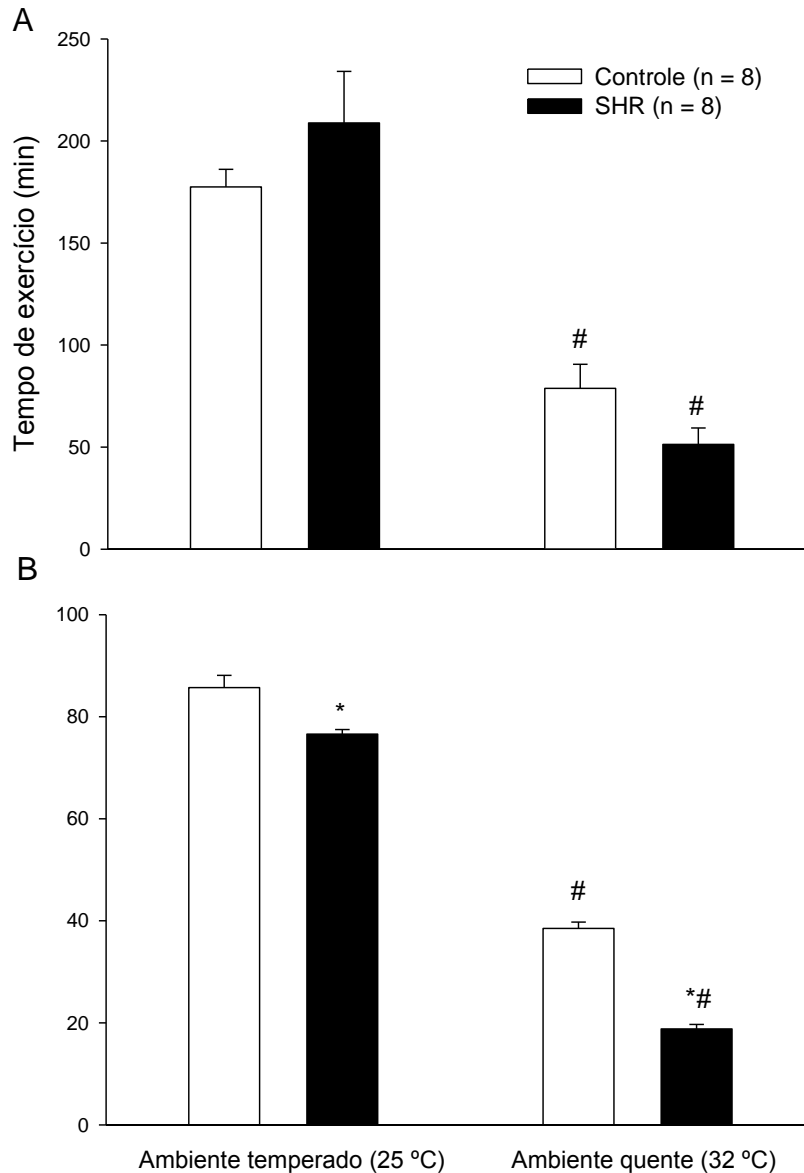 A
250
200
150
100
50
0
Tempo de exercício (min)
Controle (n = 8)
SHR (n = 8)
#
#
B
100
80
60
40
20
0
*
#
*#
Ambiente temperado (25 ºC) Ambiente quente (32 ºC)